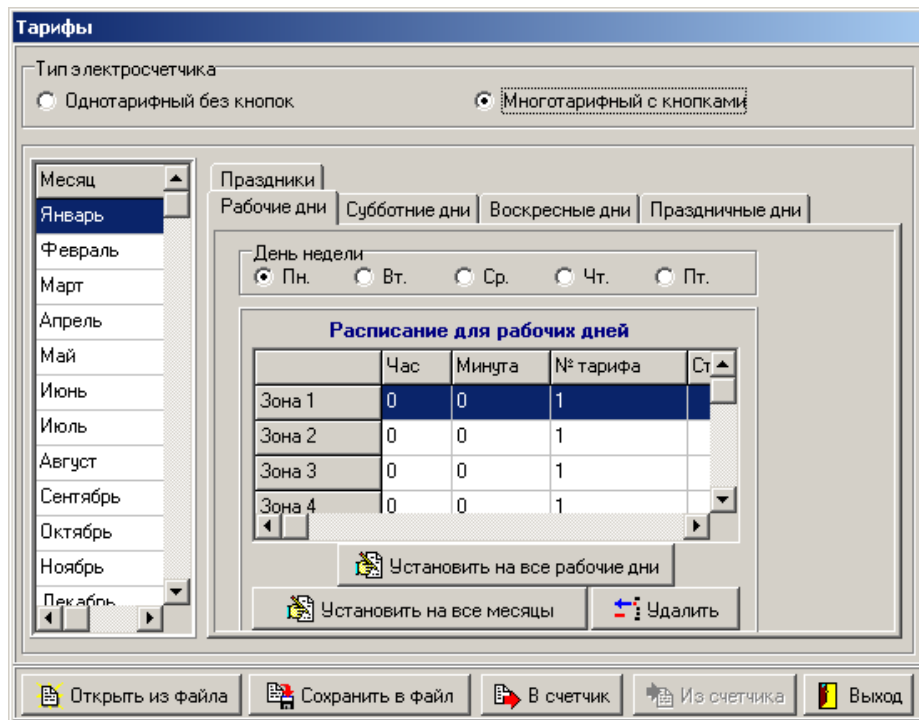 Тарифы
Тип электросчетчика
Однотарифный без кнопок Многотарифный с кнопками
Месяц
Январь
Февраль
Март
Апрель
Май
Июнь
Июль
Август
Сентябрь
Октябрь
Ноябрь
Декабрь
Праздники
Рабочие дни Субботние дни Воскресные дни Праздничные дни
День недели
Пн. Вт. Ср. Чт. Пт.
Расписание для рабочих дней
Час Минута № тарифа Ст
Зона 1 0 0 1
Зона 2 0 0 1
Зона 3 0 0 1
Зона 4 0 0 1
Установить на все рабочие дни
Установить на все месяцы Удалить
Открыть из файла Сохранить в файл В счетчик Из счетчика Выход